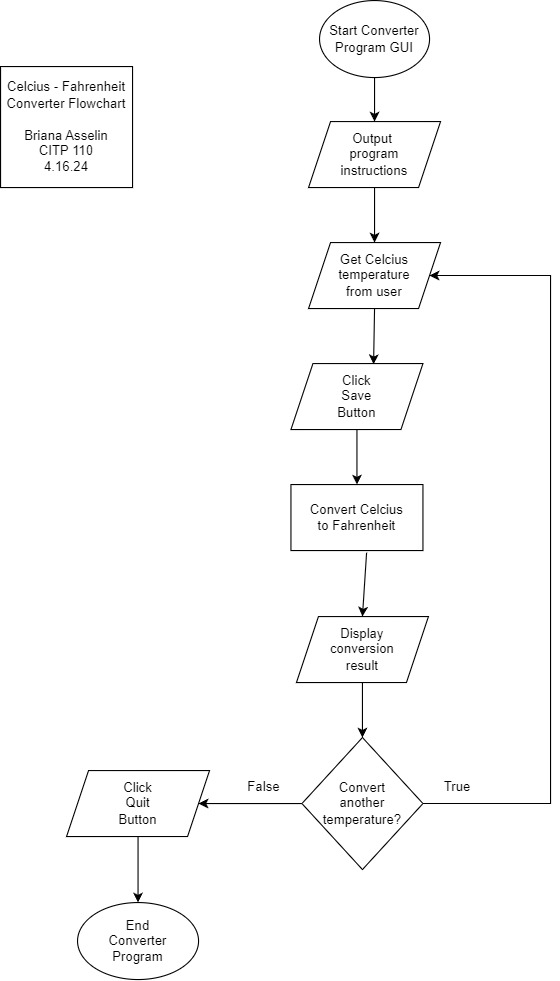 Start Converter
Program GUI
Celcius - Fahrenheit
Converter Flowchart
Briana Asselin
CITP 110
4.16.24
Output
program
instructions
Get Celcius
temperature
from user
Click
Save
Button
Convert Celcius
to Fahrenheit
Display
conversion
result
Convert
another
temperature?
False
True
Click
Quit
Button
End
Converter
Program